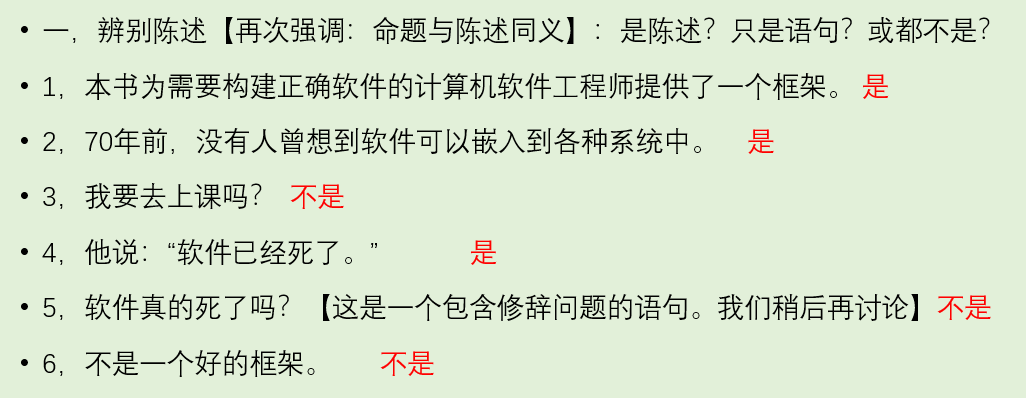 • 一，辨别陈述【再次强调：命题与陈述同义】：是陈述？只是语句？或都不是？
• 1，本书为需要构建正确软件的计算机软件工程师提供了一个框架。 是
• 2，70年前，没有人曾想到软件可以嵌入到各种系统中。 是
• 3，我要去上课吗？ 不是
• 4，他说：“软件已经死了。” 是
• 5，软件真的死了吗？【这是一个包含修辞问题的语句。我们稍后再讨论】不是
• 6，不是一个好的框架。 不是